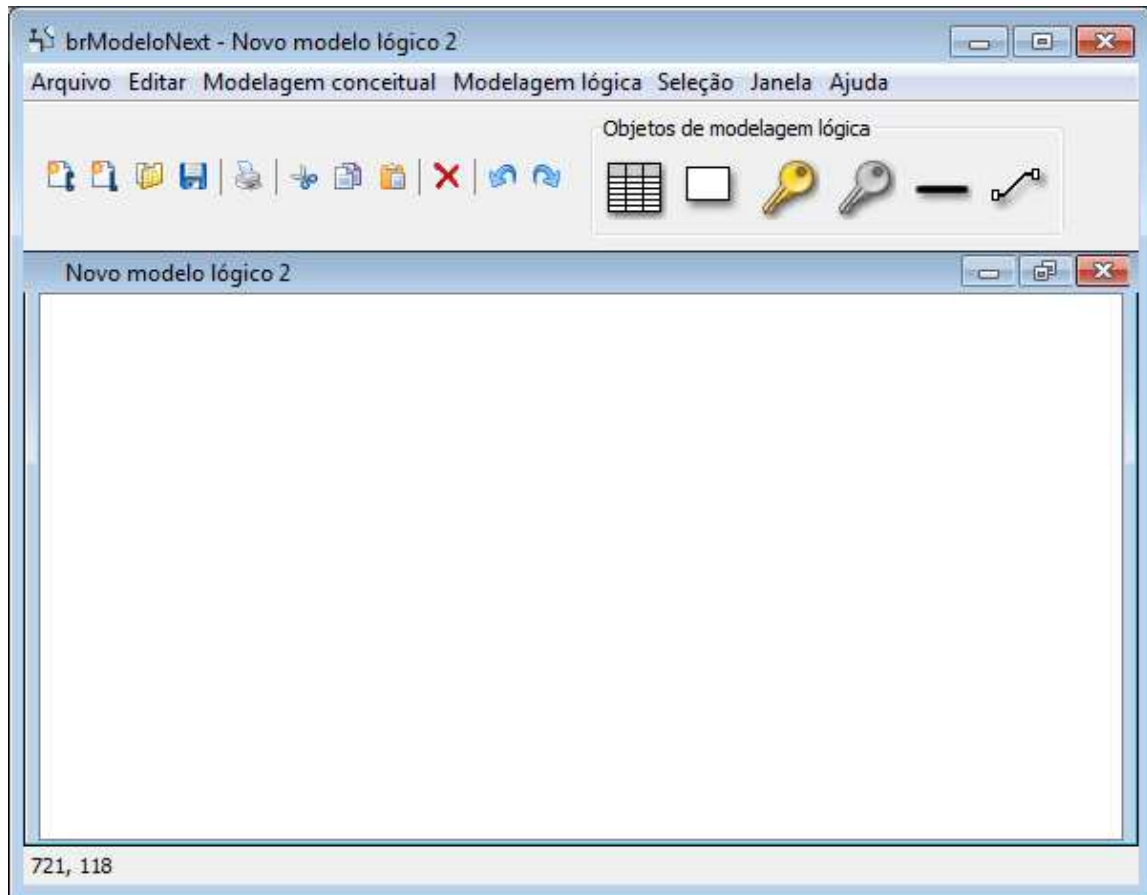 brModeloNext - Novo modelo lógico 2
Arquivo Editar Modelagem conceitual Modelagem lógica Seleção Janela Ajuda
Objetos de modelagem lógica
Novo modelo lógico 2
721, 118